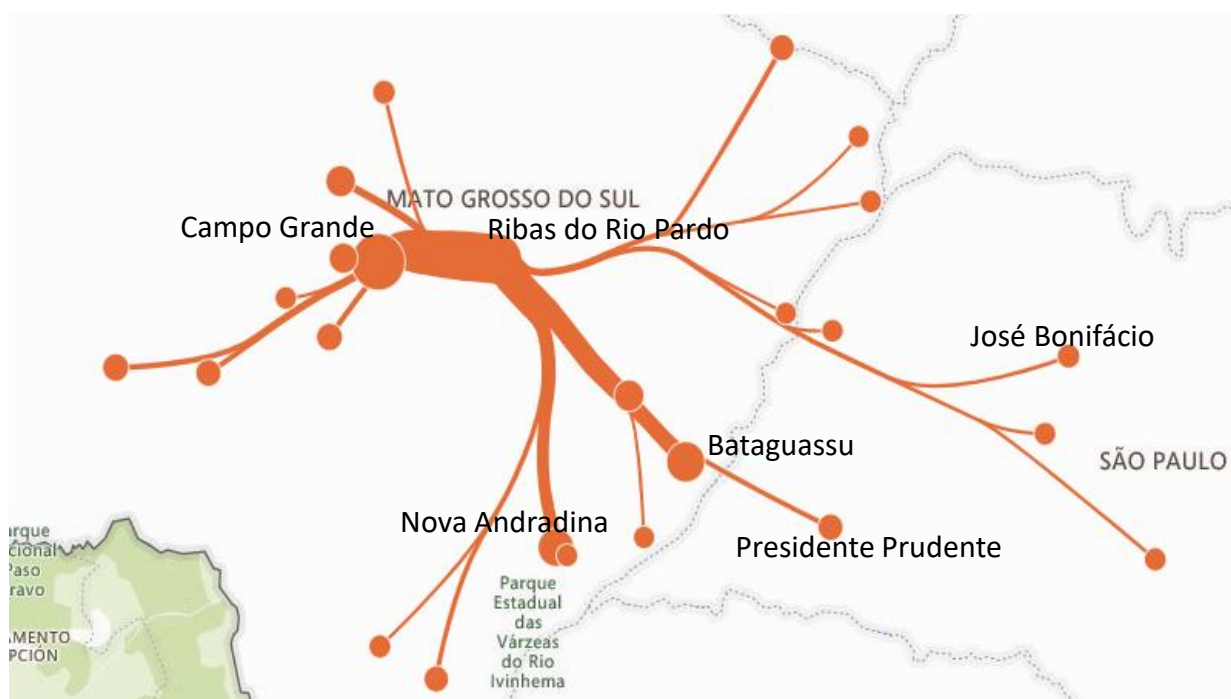 MATO GROSSO DO SUL
Campo Grande
Ribas do Rio Pardo
José Bonifácio
Bataguassu
SÃO PAULO
Nova Andradina
Presidente Prudente
Parque
Estadual
das
Várzeas
do Rio
Ivinhema